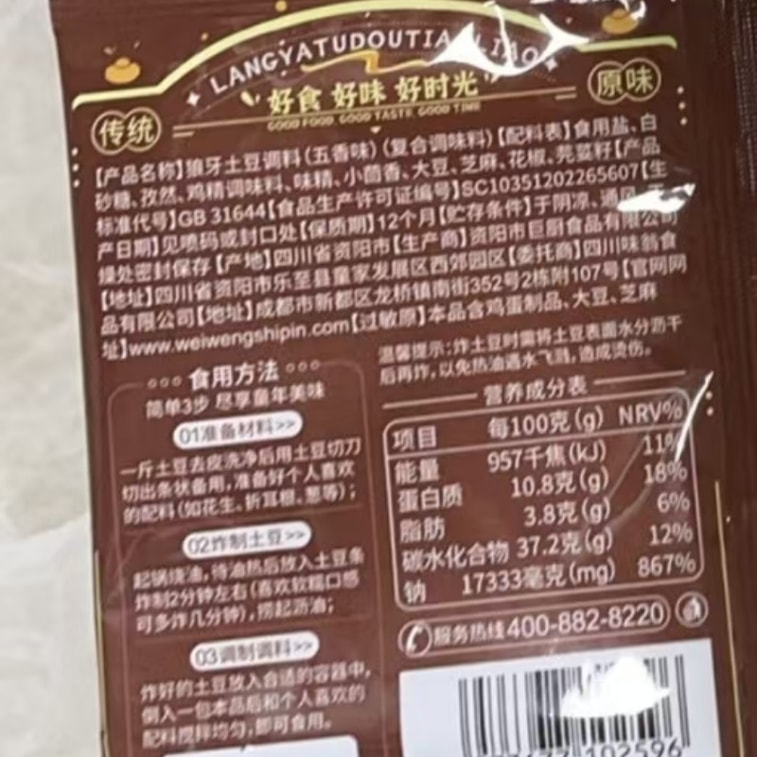 LANGYATUDOUTIAOLIAO
好食 好味 好时光
GOOD FOOD GOOD TASTE GOOD TIME
传统
原味
【产品名称】狼牙土豆调料(五香味)(复合调味料)【配料表】食用盐、白
砂糖、孜然、鸡精调味料、味精、小茴香、大豆、芝麻、花椒、芫荽籽【产品
标准代号】GB 31644【食品生产许可证编号】SC10351202265607【生
产日期】见喷码或封口处【保质期】12个月【贮存条件】于阴凉、通风、干
燥处密封保存【产地】四川省资阳市【生产商】资阳市巨厨食品有限公司
【地址】四川省资阳市乐至县童家发展区西郊园区【委托商】四川味翁食
品有限公司【地址】成都市新都区龙桥镇南街352号2栋附107号【官网网
址】www.weiwengshipin.com【过敏原】本品含鸡蛋制品、大豆、芝麻
温馨提示:炸土豆时需将土豆表面水分沥干
后再炸,以免热油遇水飞溅,造成烫伤。
食用方法
简单3步 尽享童年美味
01准备材料>>
一斤土豆去皮洗净后用土豆切刀
切出条状备用,准备好个人喜欢
的配料(如花生、折耳根、葱等);
02炸制土豆>>
起锅烧油,待油热后放入土豆条
炸制2分钟左右(喜欢软糯口感
可多炸几分钟),捞起沥油;
03调制调料>>
炸好的土豆放入合适的容器中,
倒入一包本品后和个人喜欢的
配料搅拌均匀,即可食用。
营养成分表
项目 每100克(g) NRV%
能量 957千焦(kJ) 11%
蛋白质 10.8克(g) 18%
脂肪 3.8克(g) 6%
碳水化合物 37.2克(g) 12%
钠 17333毫克(mg) 867%
服务热线400-882-8220
102596